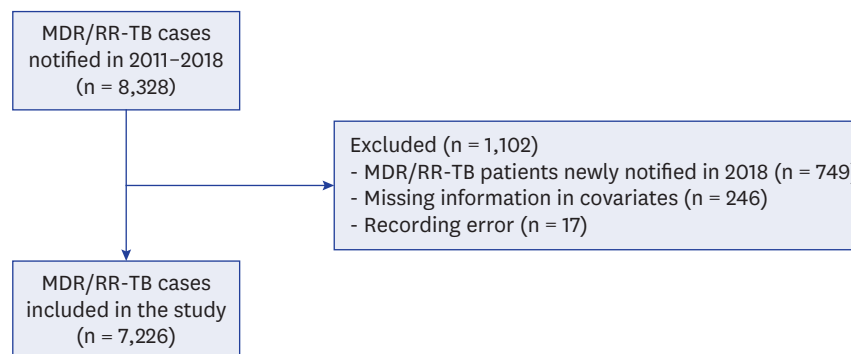 MDR/RR-TB cases
notified in 2011–2018
(n = 8,328)
Excluded (n = 1,102)
- MDR/RR-TB patients newly notified in 2018 (n = 749)
- Missing information in covariates (n = 246)
- Recording error (n = 17)
MDR/RR-TB cases
included in the study
(n = 7,226)